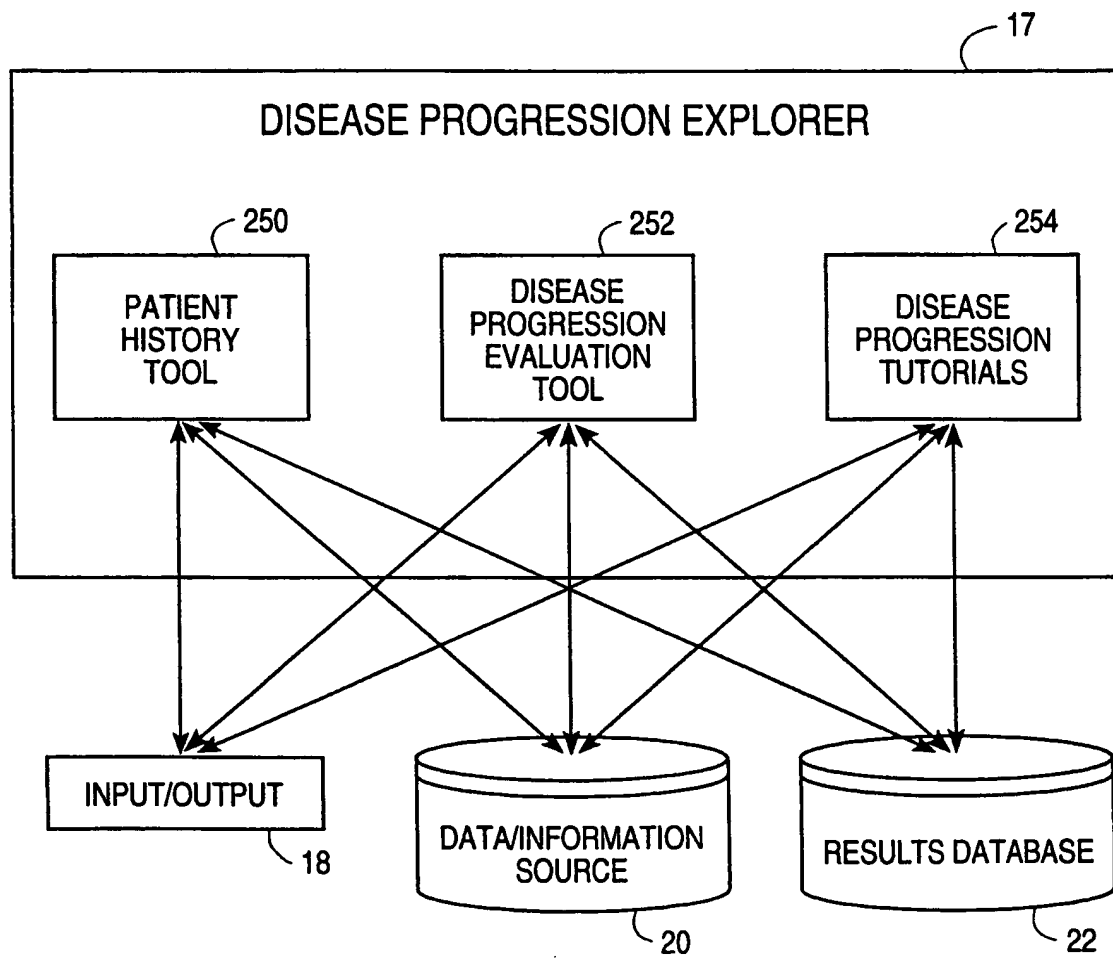 17
DISEASE PROGRESSION EXPLORER
250
252
254
PATIENT
HISTORY
TOOL
DISEASE
PROGRESSION
EVALUATION
TOOL
DISEASE
PROGRESSION
TUTORIALS
INPUT/OUTPUT
18
DATA/INFORMATION
SOURCE
20
RESULTS DATABASE
22